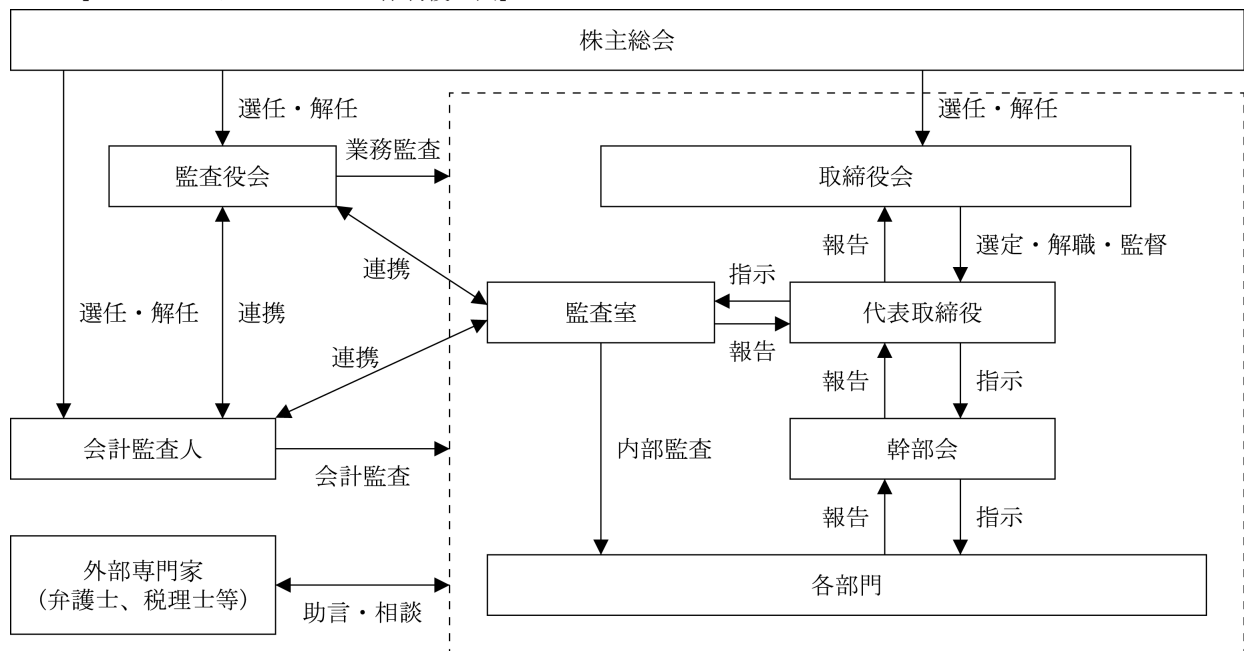 株主総会
選任・解任
選任・解任
監査役会
業務監査
取締役会
連携
報告
選定・解職・監督
指示
選任・解任
連携
監査室
代表取締役
連携
報告
報告
指示
会計監査人
会計監査
内部監査
幹部会
報告
指示
外部専門家
（弁護士、税理士等）
助言・相談
各部門